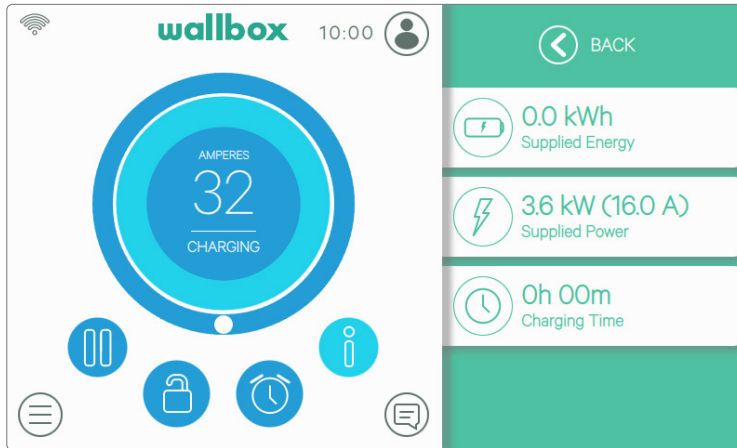 wallbox
10:00
AMPERES
32
CHARGING
BACK
0.0 kWh
Supplied Energy
3.6 kW (16.0 A)
Supplied Power
0h 00m
Charging Time